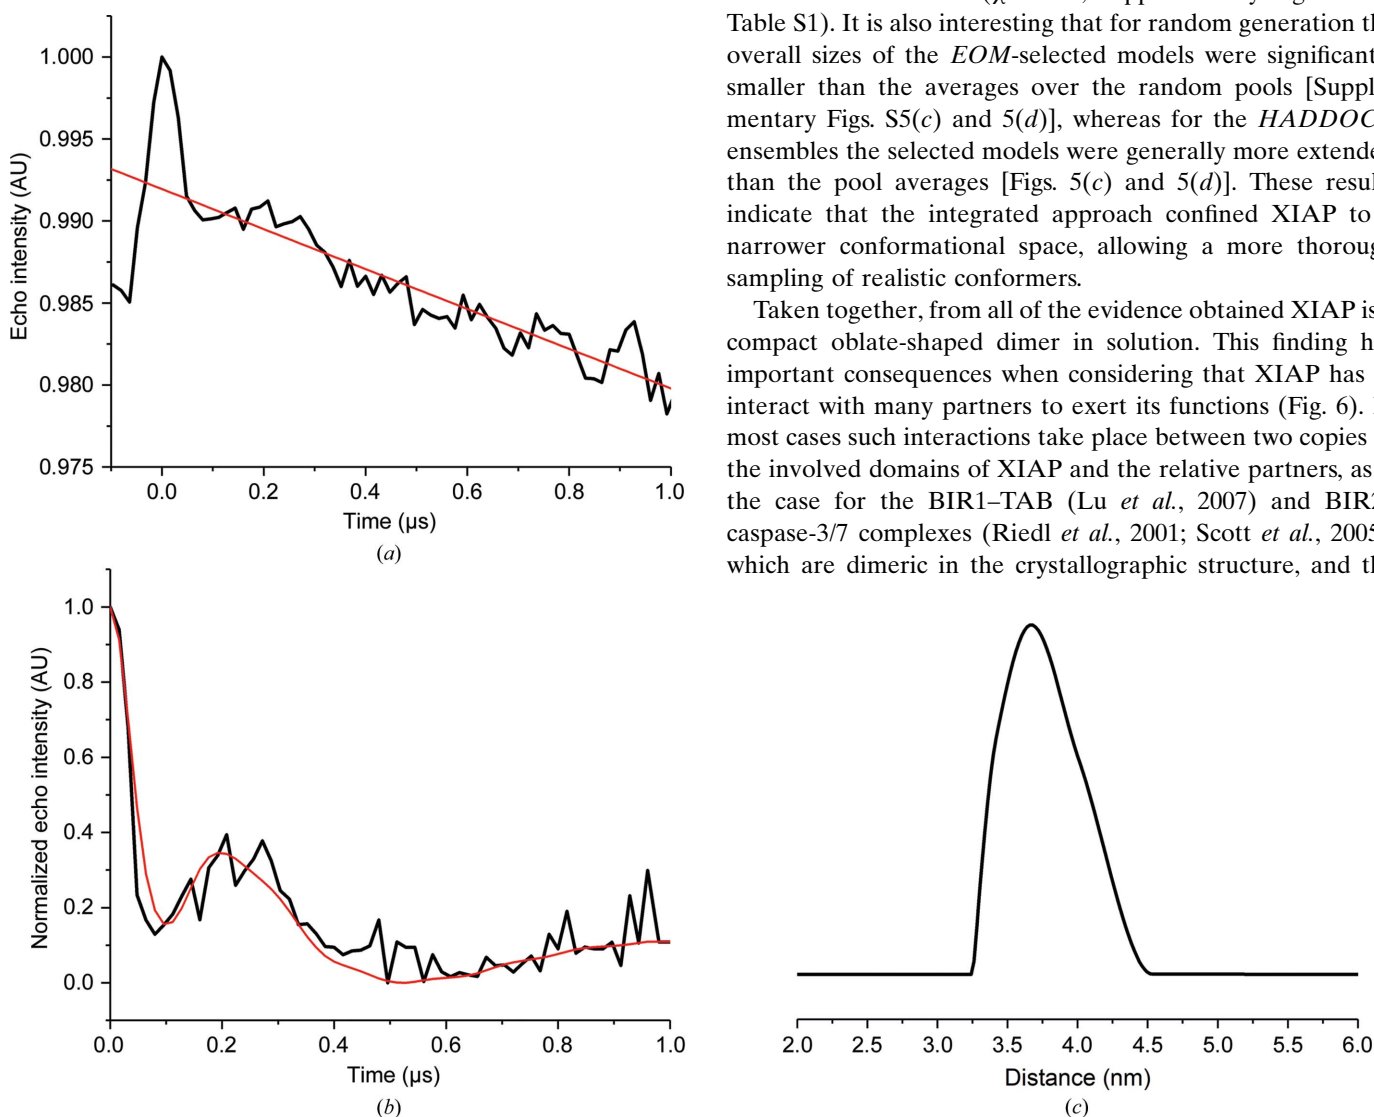 Table S1). It is also interesting that for random generation
overall sizes of the EOM-selected models were
smaller than the averages over the random pools
mentary Figs. S5(c) and 5(d)], whereas for the
ensembles the selected models were generally more
than the pool averages [Figs. 5(c) and 5(d)]. These
indicate that the integrated approach confined XIAP to
narrower conformational space, allowing a more
sampling of realistic conformers.
Taken together, from all of the evidence obtained XIAP is
compact oblate-shaped dimer in solution. This finding
important consequences when considering that XIAP has
interact with many partners to exert its functions (Fig. 6).
most cases such interactions take place between two copies
the involved domains of XIAP and the relative partners, as
the case for the BIR1–TAB (Lu et al., 2007) and
caspase-3/7 complexes (Riedl et al., 2001; Scott et al., 2005
which are dimeric in the crystallographic structure, and
Echo intensity (AU)
1.000
0.995
0.990
0.985
0.980
0.975
0.0 0.2 0.4 0.6 0.8 1.0
Time (μs)
(a)
Normalized echo intensity (AU)
1.0
0.8
0.6
0.4
0.2
0.0
0.0 0.2 0.4 0.6 0.8 1.0
Time (μs)
(b)
2.0 2.5 3.0 3.5 4.0 4.5 5.0 5.5 6.0
Distance (nm)
(c)